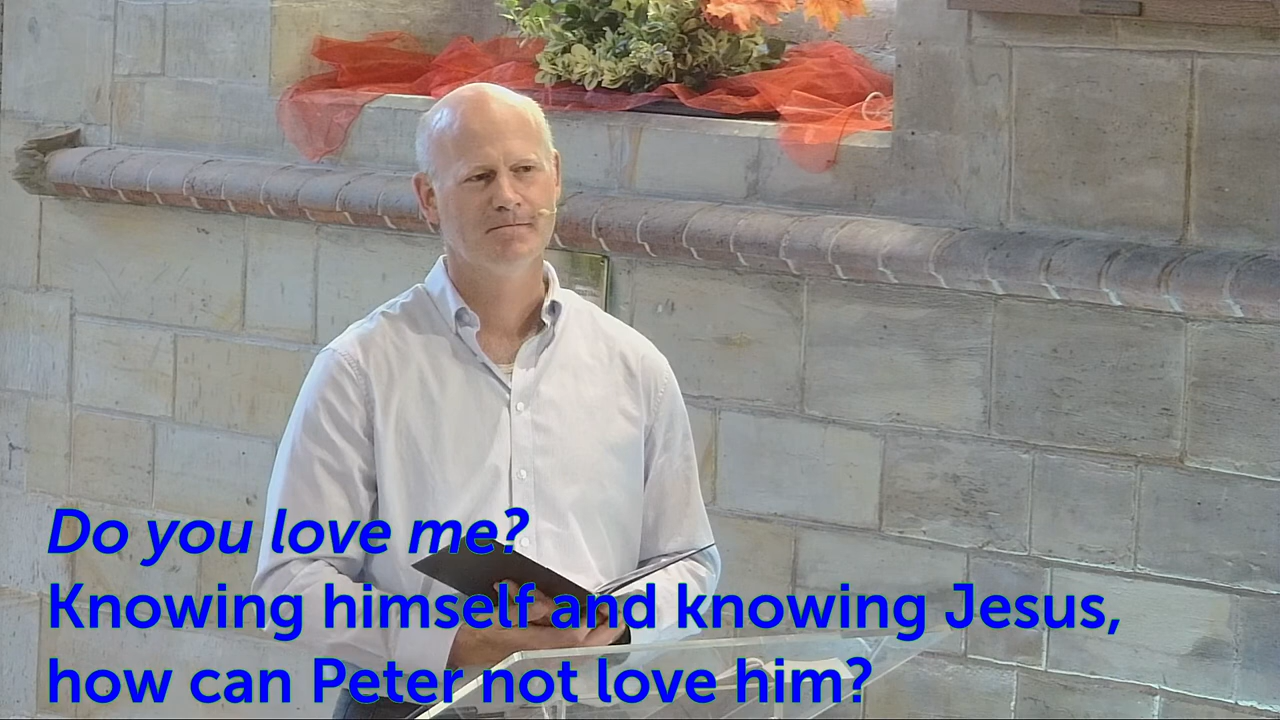 Do you love me?
Knowing himself and knowing Jesus,
how can Peter not love him?